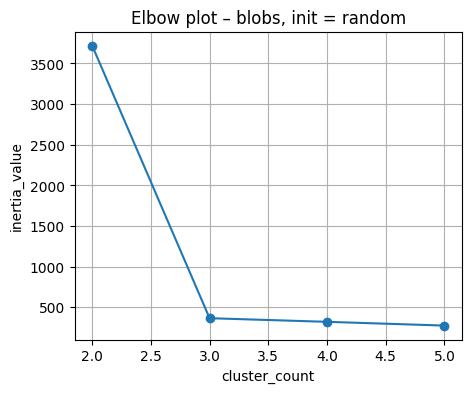 Elbow plot – blobs, init = random
3500
3000
2500
2000
1500
1000
500
inertia_value
2.0 2.5 3.0 3.5 4.0 4.5 5.0
cluster_count